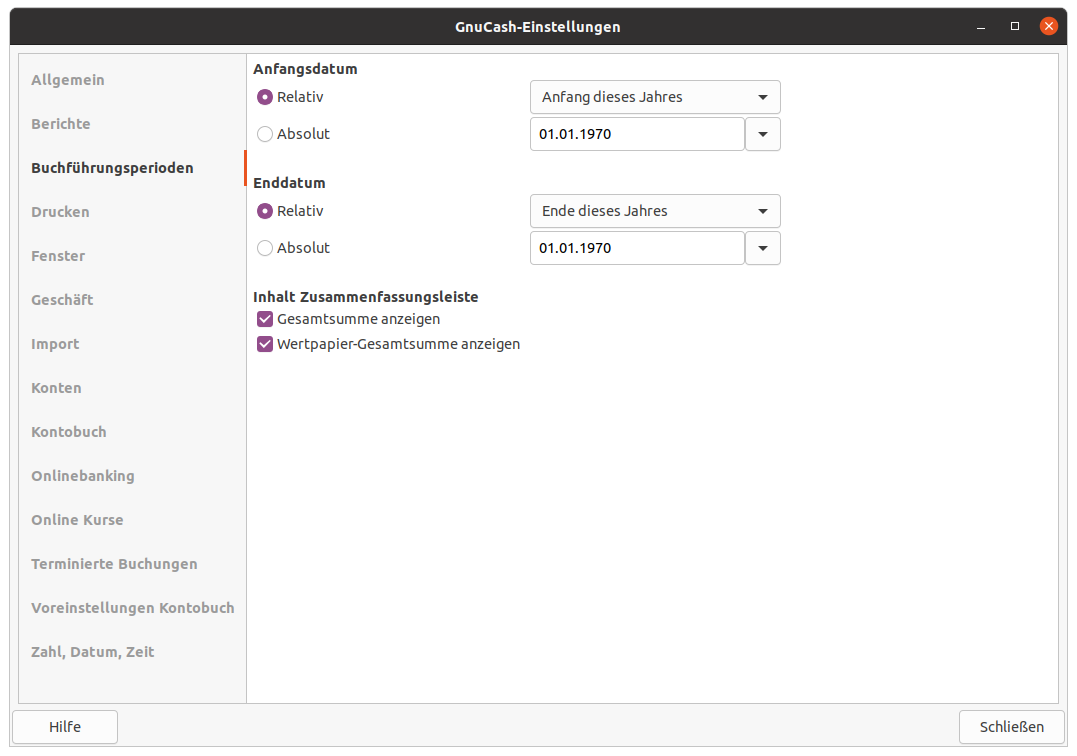 GnuCash-Einstellungen
Allgemein
Berichte
Buchführungsperioden
Drucken
Fenster
Geschäft
Import
Konten
Kontobuch
Onlinebanking
Online Kurse
Terminierte Buchungen
Voreinstellungen Kontobuch
Zahl, Datum, Zeit
Anfangsdatum
Relativ Anfang dieses Jahres
Absolut 01.01.1970
Enddatum
Relativ Ende dieses Jahres
Absolut 01.01.1970
Inhalt Zusammenfassungsleiste
Gesamtsumme anzeigen
Wertpapier-Gesamtsumme anzeigen
Hilfe Schließen